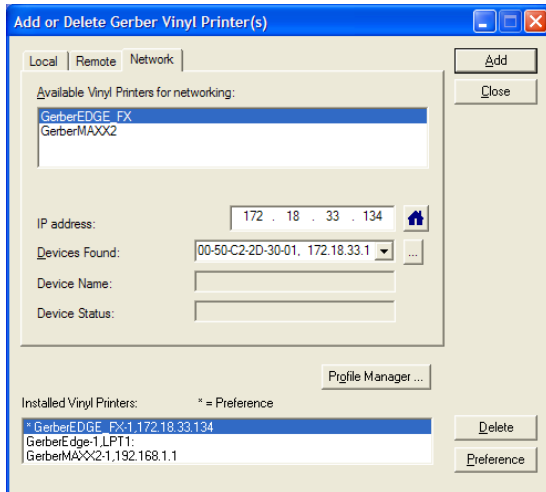 Add or Delete Gerber Vinyl Printer(s)
Local Remote Network
Add
Close
Available Vinyl Printers for networking:
GerberEDGE_FX
GerberMAXX2
IP address: 172 . 18 . 33 . 134
Devices Found: 00-50-C2-2D-30-01, 172.18.33.1 ...
Device Name:
Device Status:
Profile Manager ...
Installed Vinyl Printers: * = Preference
* GerberEDGE_FX-1,172.18.33.134
GerberEdge-1,LPT1:
GerberMAXX2-1,192.168.1.1
Delete
Preference